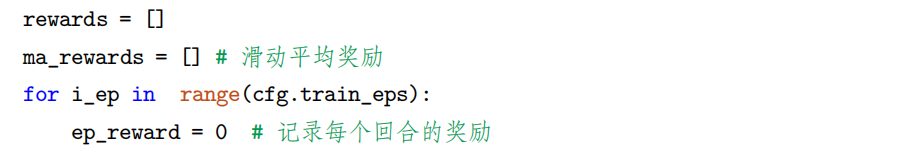 rewards = []
ma_rewards = [] # 滑动平均奖励
for i_ep in  range(cfg.train_eps):
    ep_reward = 0  # 记录每个回合的奖励